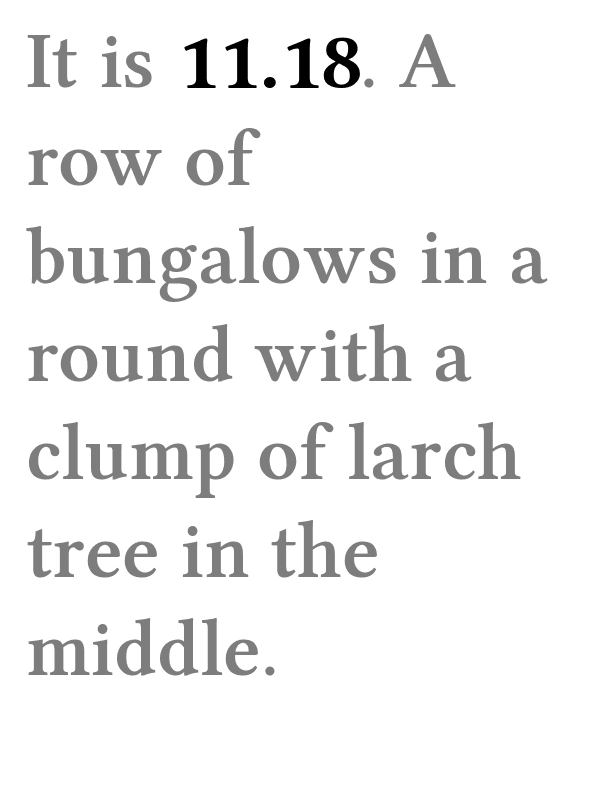 It is 11.18. A
row of
bungalows in a
round with a
clump of larch
tree in the
middle.